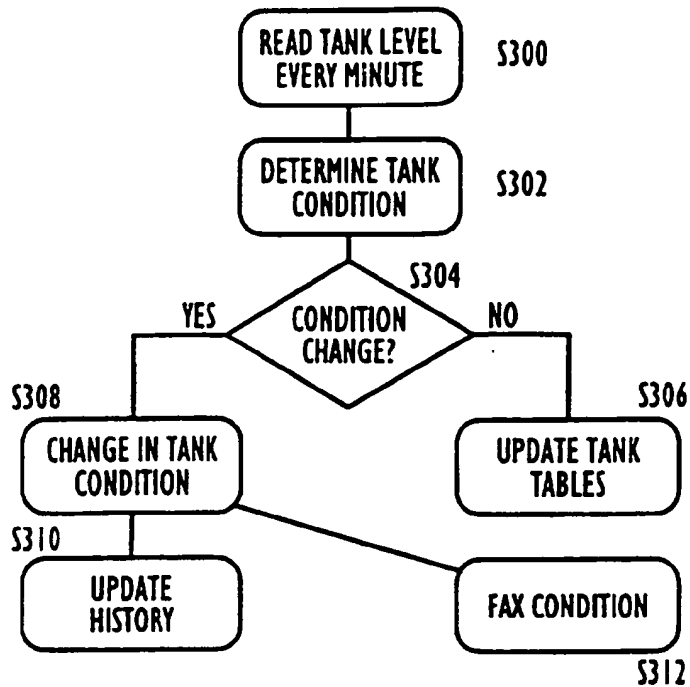 READ TANK LEVEL
EVERY MINUTE
S300
DETERMINE TANK
CONDITION
S302
S304
YES
CONDITION
CHANGE?
NO
S308
S306
CHANGE IN TANK
CONDITION
UPDATE TANK
TABLES
S310
UPDATE
HISTORY
FAX CONDITION
S312